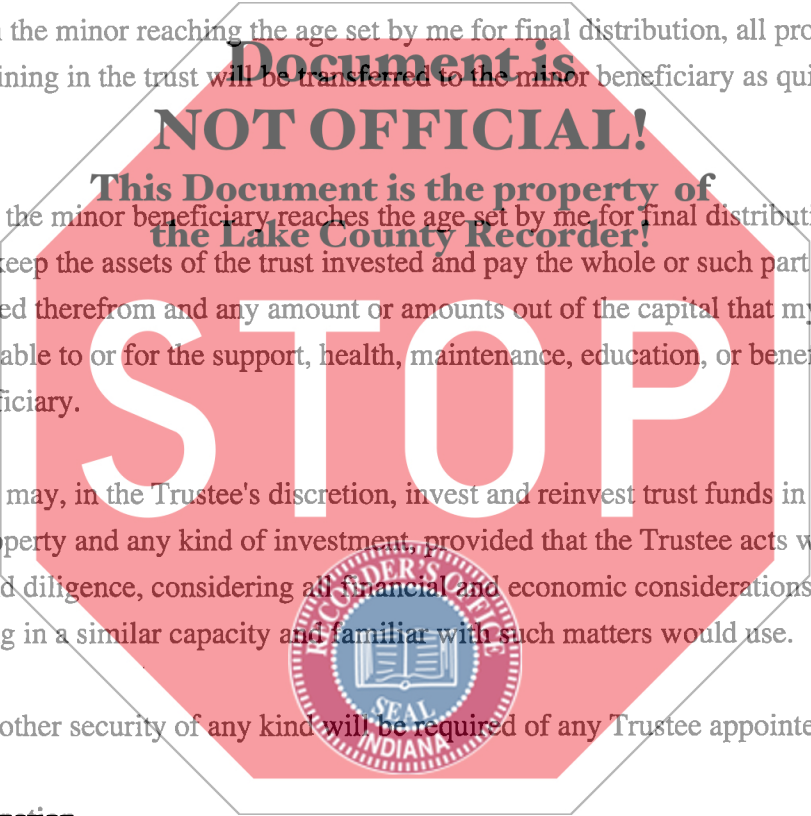 the minor reaching the age set by me for final distribution, all pro
ining in the trust will be transferred to the minor beneficiary as qui
Document is
NOT OFFICIAL!
This Document is the property of
the Lake County Recorder!
the minor beneficiary reaches the age set by me for final distributi
keep the assets of the trust invested and pay the whole or such part
ed therefrom and any amount or amounts out of the capital that my
able to or for the support, health, maintenance, education, or benef
ficiary.
STOP
may, in the Trustee's discretion, invest and reinvest trust funds in
operty and any kind of investment, provided that the Trustee acts w
d diligence, considering all financial and economic considerations
g in a similar capacity and familiar with such matters would use.
RECORDER'S OFFICE
SEAL
INDIANA
other security of any kind will be required of any Trustee appointe